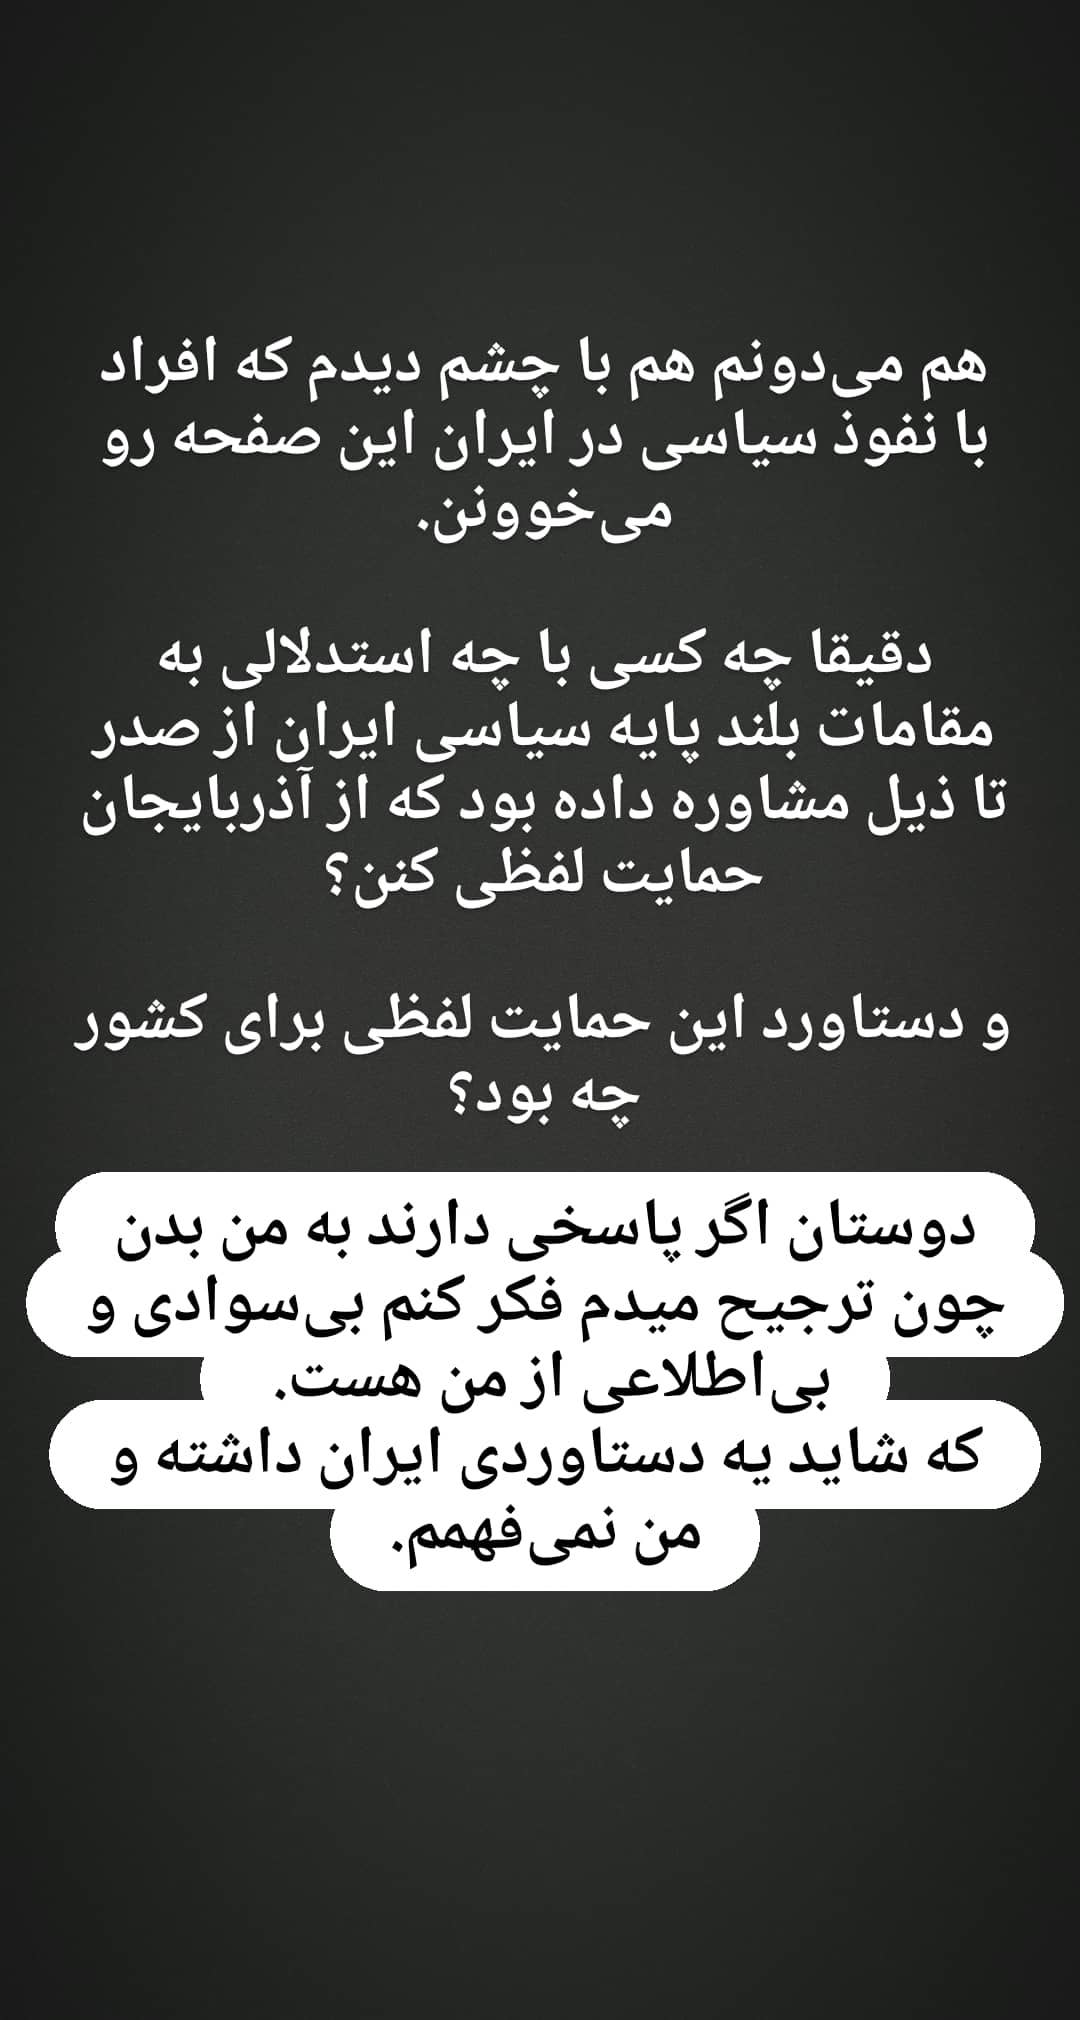 هم می‌دونم هم با چشم دیدم که افراد
با نفوذ سیاسی در ایران این صفحه رو
می‌خوونن.
دقیقا چه کسی با چه استدلالی به
مقامات بلند پایه سیاسی ایران از صدر
تا ذیل مشاوره داده بود که از آذربایجان
حمایت لفظی کنن؟
و دستاورد این حمایت لفظی برای کشور
چه بود؟
دوستان اگر پاسخی دارند به من بدن
چون ترجیح میدم فکر کنم بی‌سوادی و
بی‌اطلاعی از من هست.
که شاید یه دستاوردی ایران داشته و
من نمی‌فهمم.